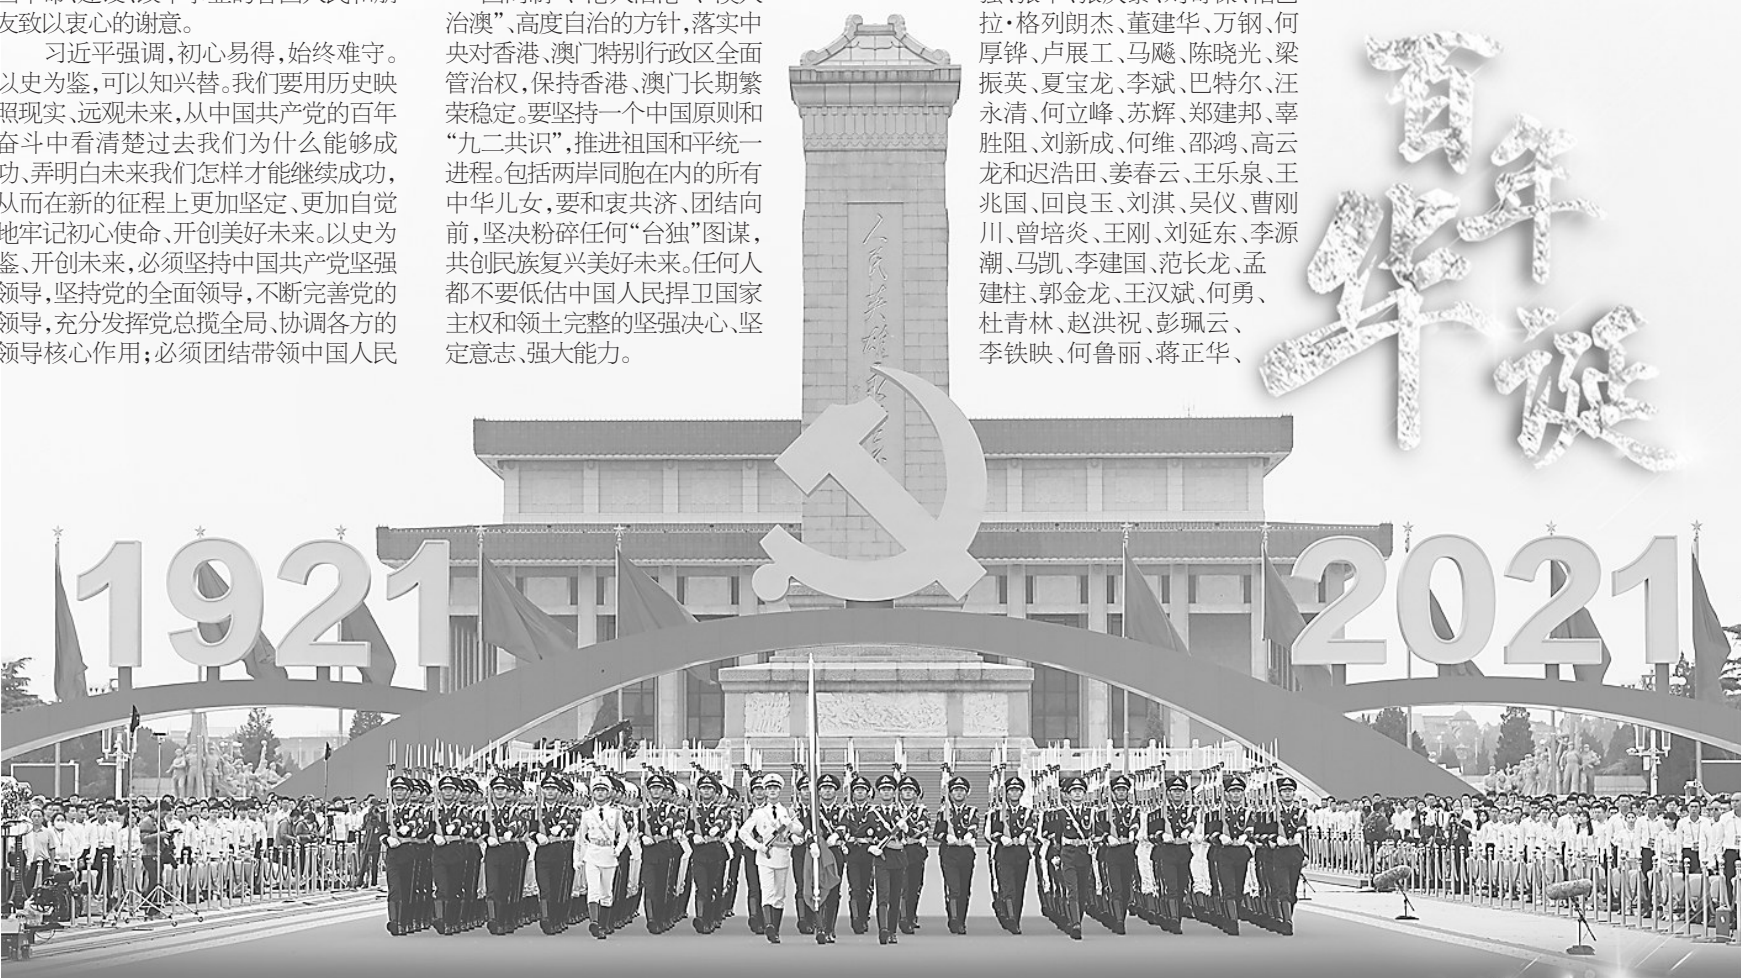 友致以衷心的谢意。
习近平强调,初心易得,始终难守。
以史为鉴,可以知兴替。我们要用历史映
照现实、远观未来,从中国共产党的百年
奋斗中看清楚过去我们为什么能够成
功、弄明白未来我们怎样才能继续成功,
从而在新的征程上更加坚定、更加自觉
地牢记初心使命、开创美好未来。以史为
鉴、开创未来,必须坚持中国共产党坚强
领导,坚持党的全面领导,不断完善党的
领导,充分发挥党总揽全局、协调各方的
领导核心作用;必须团结带领中国人民
治澳”、高度自治的方针,落实中
央对香港、澳门特别行政区全面
管治权,保持香港、澳门长期繁
荣稳定。要坚持一个中国原则和
“九二共识”,推进祖国和平统一
进程。包括两岸同胞在内的所有
中华儿女,要和衷共济、团结向
前,坚决粉碎任何“台独”图谋,
共创民族复兴美好未来。任何人
都不要低估中国人民捍卫国家
主权和领土完整的坚强决心、坚
定意志、强大能力。
拉·格列朗杰、董建华、万钢、何
厚铧、卢展工、马飚、陈晓光、梁
振英、夏宝龙、李斌、巴特尔、汪
永清、何立峰、苏辉、郑建邦、辜
胜阻、刘新成、何维、邵鸿、高云
龙和迟浩田、姜春云、王乐泉、王
兆国、回良玉、刘淇、吴仪、曹刚
川、曾培炎、王刚、刘延东、李源
潮、马凯、李建国、范长龙、孟
建柱、郭金龙、王汉斌、何勇、
杜青林、赵洪祝、彭珮云、
李铁映、何鲁丽、蒋正华、
百年
华诞
人民英雄永
1921
2021